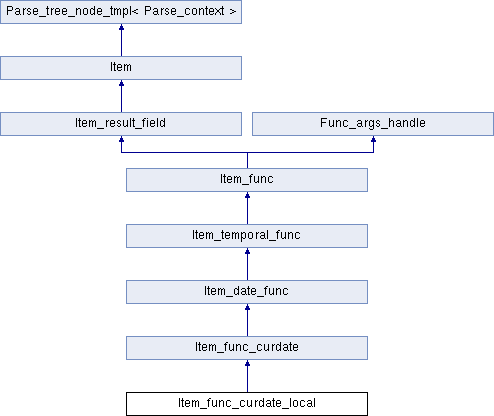 Parse_tree_node_tmpl< Parse_context >
Item
Item_result_field
Func_args_handle
Item_func
Item_temporal_func
Item_date_func
Item_func_curdate
Item_func_curdate_local